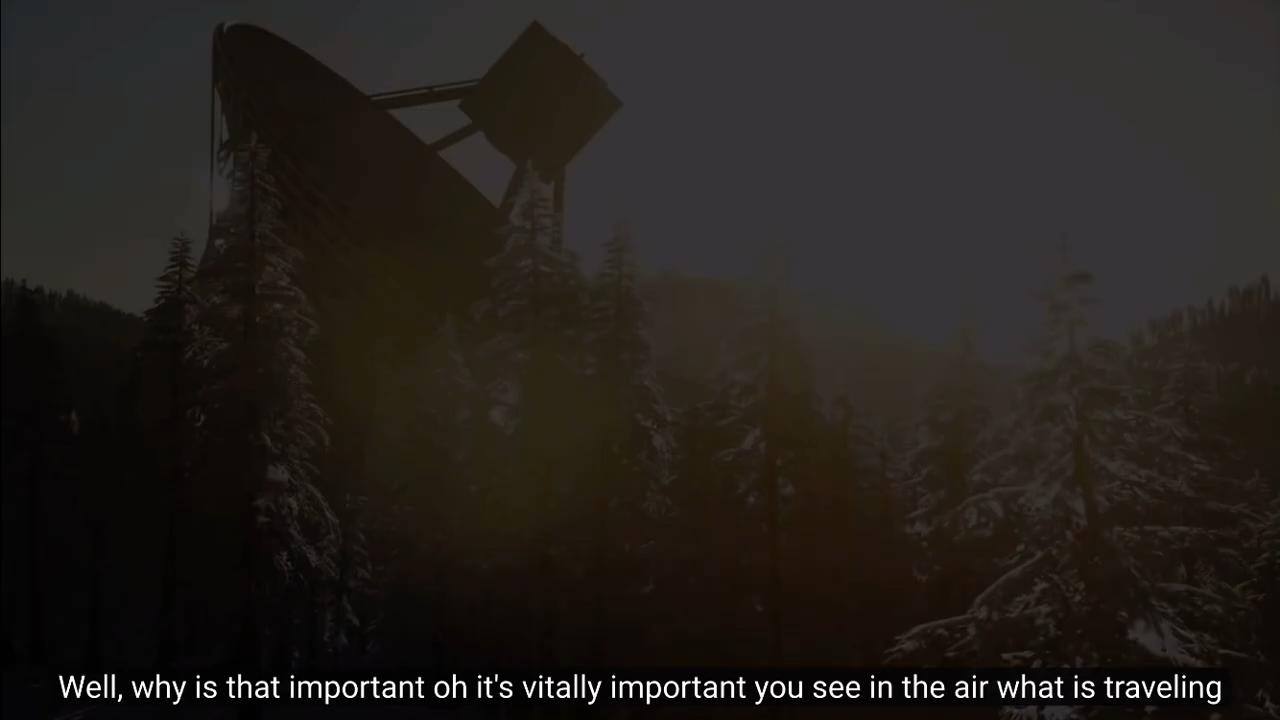 Well, why is that important oh it's vitally important you see in the air what is traveling